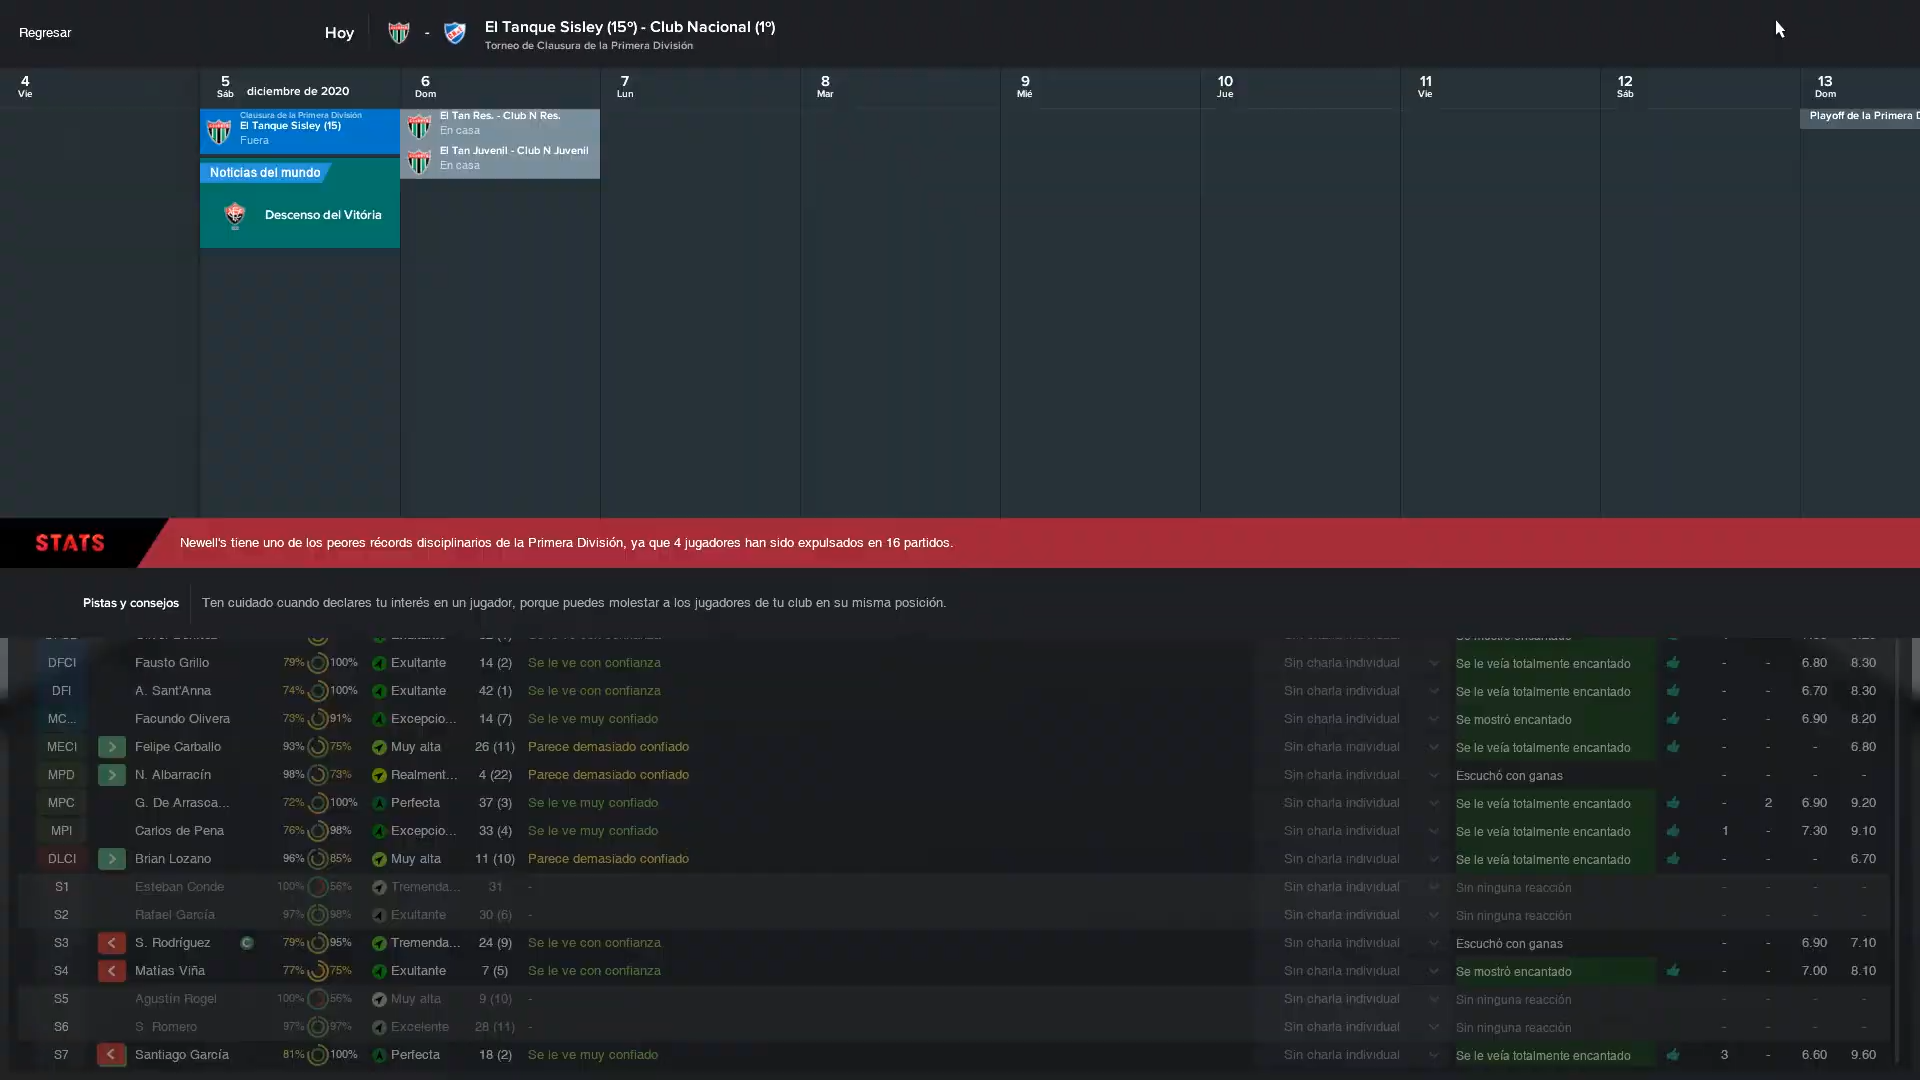 Regresar
Hoy
-
El Tanque Sisley (15º) - Club Nacional (1º)
Torneo de Clausura de la Primera División
4
Vie
5
Sáb
diciembre de 2020
6
Dom
7
Lun
8
Mar
9
Mié
10
Jue
11
Vie
12
Sáb
13
Dom
Clausura de la Primera División
El Tanque Sisley (15)
Fuera
El Tan Res. - Club N Res.
En casa
El Tan Juvenil - Club N Juvenil
En casa
Playoff de la Primera D
Noticias del mundo
Descenso del Vitória
STATS
Newell's tiene uno de los peores récords disciplinarios de la Primera División, ya que 4 jugadores han sido expulsados en 16 partidos.
Pistas y consejos
Ten cuidado cuando declares tu interés en un jugador, porque puedes molestar a los jugadores de tu club en su misma posición.
DFCI Fausto Grillo 79% 100% Exultante 14 (2) Se le ve con confianza Sin charla individual Se le veía totalmente encantado - - 6.80 8.30
DFI A. Sant'Anna 74% 100% Exultante 42 (1) Se le ve con confianza Sin charla individual Se le veía totalmente encantado - - 6.70 8.30
MC... Facundo Olivera 73% 91% Excepcio... 14 (7) Se le ve muy confiado Sin charla individual Se mostró encantado - - 6.90 8.20
MECI Felipe Carballo 93% 75% Muy alta 26 (11) Parece demasiado confiado Sin charla individual Se le veía totalmente encantado - - - 6.80
MPD N. Albarracín 98% 73% Realment... 4 (22) Parece demasiado confiado Sin charla individual Escuchó con ganas - - - -
MPC G. De Arrasca... 72% 100% Perfecta 37 (3) Se le ve muy confiado Sin charla individual Se le veía totalmente encantado - 2 6.90 9.20
MPI Carlos de Pena 76% 98% Excepcio... 33 (4) Se le ve muy confiado Sin charla individual Se le veía totalmente encantado 1 - 7.30 9.10
DLCI Brian Lozano 96% 85% Muy alta 11 (10) Parece demasiado confiado Sin charla individual Se le veía totalmente encantado - - - 6.70
S1 Esteban Conde 100% 56% Tremenda... 31 - Sin charla individual Sin ninguna reacción - - - -
S2 Rafael García 97% 98% Exultante 30 (6) - Sin charla individual Sin ninguna reacción - - - -
S3 S. Rodríguez C 79% 95% Tremenda... 24 (9) Se le ve con confianza Sin charla individual Escuchó con ganas - - 6.90 7.10
S4 Matías Viña 77% 75% Exultante 7 (5) Se le ve con confianza Sin charla individual Se mostró encantado - - 7.00 8.10
S5 Agustín Rogel 100% 56% Muy alta 9 (10) - Sin charla individual Sin ninguna reacción - - - -
S6 S. Romero 97% 97% Excelente 28 (11) - Sin charla individual Sin ninguna reacción - - - -
S7 Santiago García 81% 100% Perfecta 18 (2) Se le ve muy confiado Sin charla individual Se le veía totalmente encantado 3 - 6.60 9.60